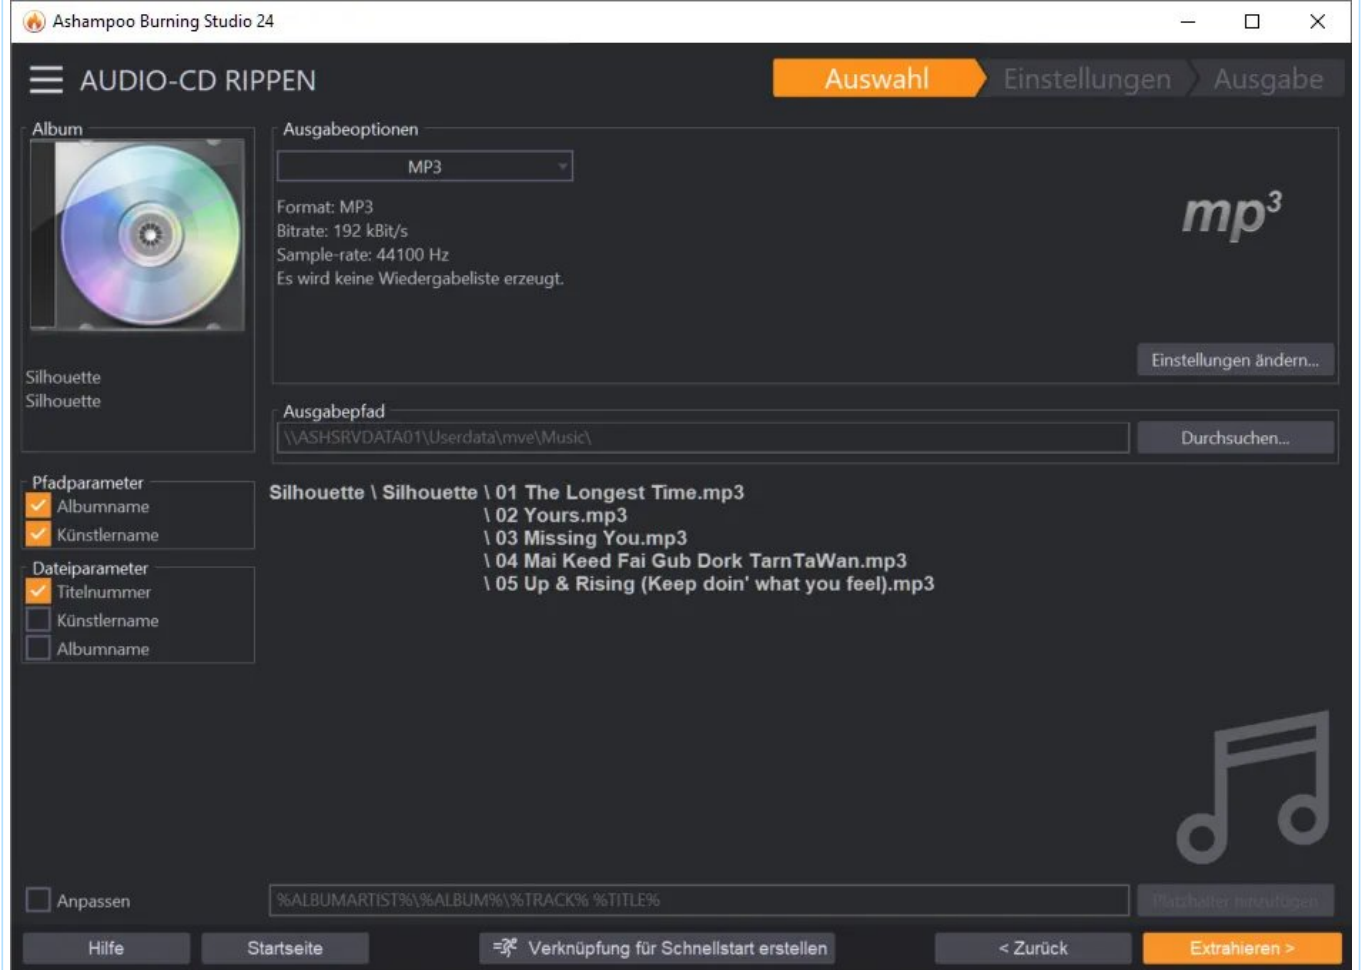 Ashampoo Burning Studio 24
AUDIO-CD RIPPEN
Auswahl
Einstellungen
Ausgabe
Album
Silhouette
Silhouette
Ausgabeoptionen
MP3
Format: MP3
Bitrate: 192 kBit/s
Sample-rate: 44100 Hz
Es wird keine Wiedergabeliste erzeugt.
mp3
Einstellungen ändern...
Ausgabepfad
\\ASHSRVDATA01\Userdata\mve\Music\
Durchsuchen...
Pfadparameter
Albumname
Künstlername
Dateiparameter
Titelnummer
Künstlername
Albumname
Silhouette \ Silhouette \ 01 The Longest Time.mp3
\ 02 Yours.mp3
\ 03 Missing You.mp3
\ 04 Mai Keed Fai Gub Dork TarnTaWan.mp3
\ 05 Up & Rising (Keep doin' what you feel).mp3
Anpassen
%ALBUMARTIST%\%ALBUM%\%TRACK% %TITLE%
Platzhalter hinzufügen
Hilfe
Startseite
Verknüpfung für Schnellstart erstellen
< Zurück
Extrahieren >